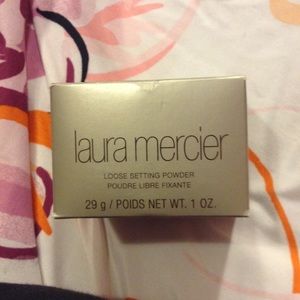 laura mercier
LOOSE SETTING POWDER
POUDRE LIBRE FIXANTE
29 g / POIDS NET WT. 1 OZ.